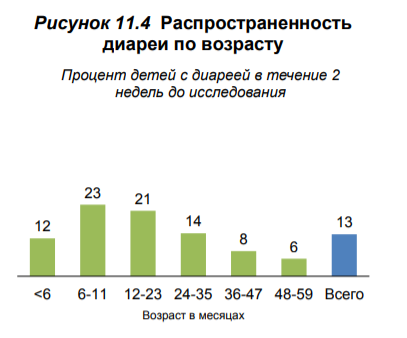 Рисунок 11.4 Распространенность
диареи по возрасту
Процент детей с диареей в течение 2
недель до исследования
12
23
21
14
8
6
13
<6
6-11
12-23
24-35
36-47
48-59
Всего
Возраст в месяцах